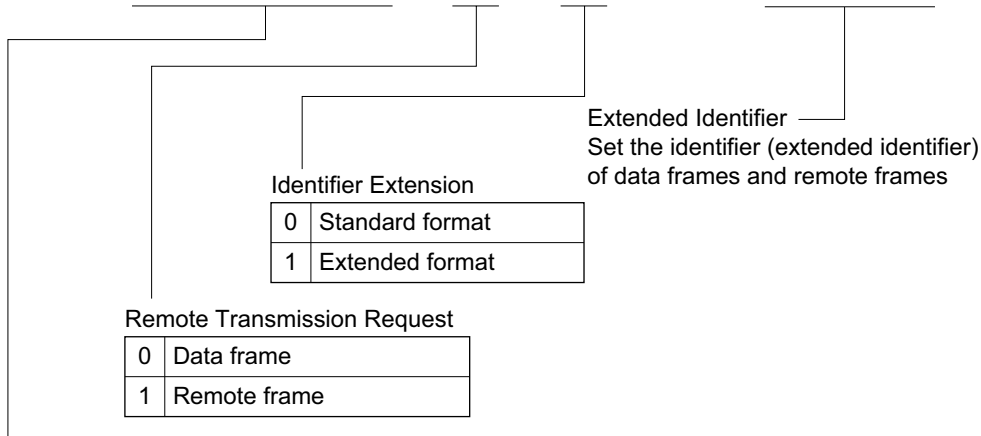 Extended Identifier
Set the identifier (extended identifier)
of data frames and remote frames
Identifier Extension
0 Standard format
1 Extended format
Remote Transmission Request
0 Data frame
1 Remote frame